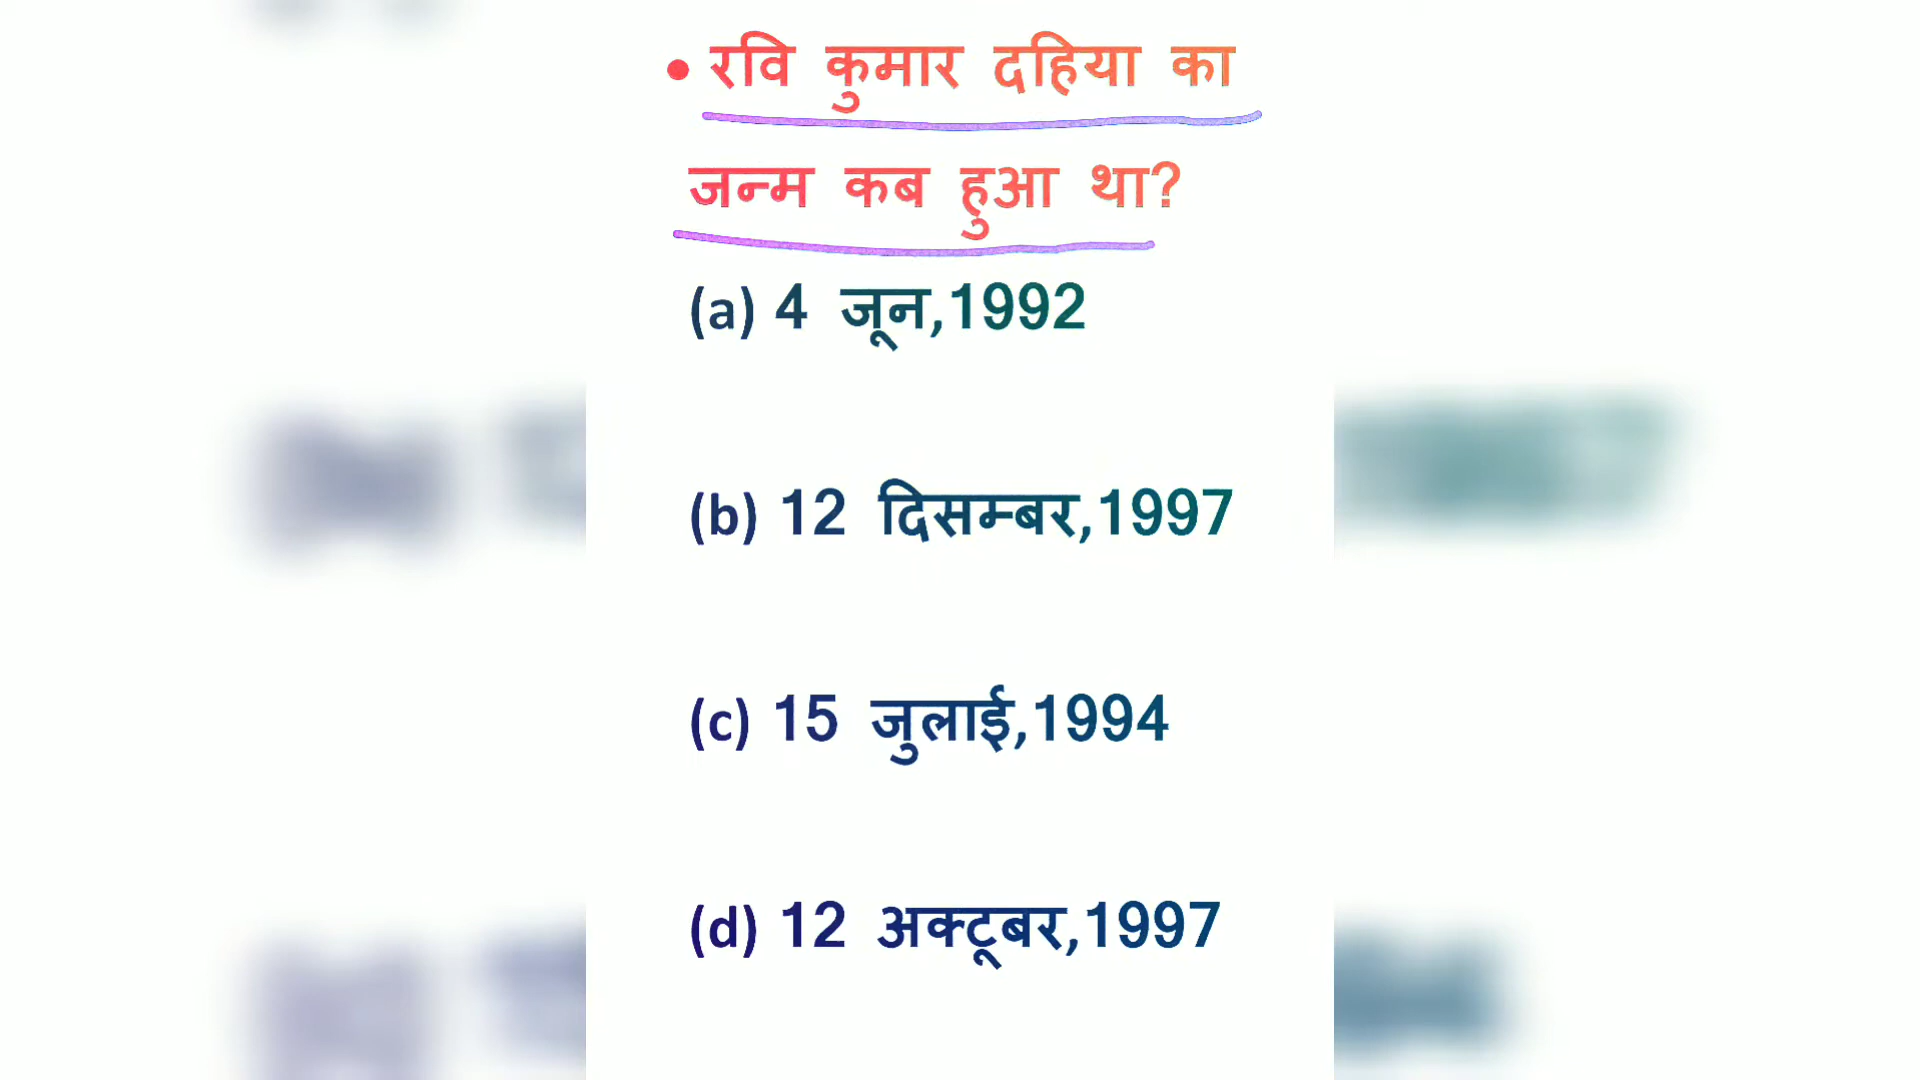 • रवि कुमार दहिया का
जन्म कब हुआ था?
(a) 4 जून,1992
(b) 12 दिसम्बर,1997
(c) 15 जुलाई,1994
(d) 12 अक्टूबर,1997